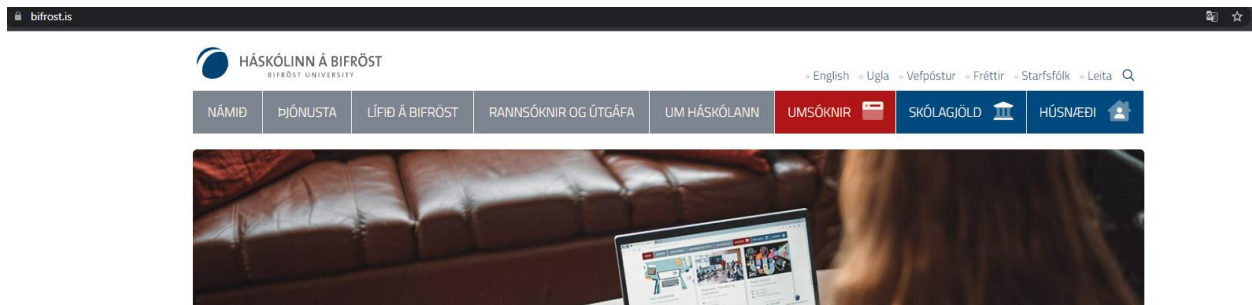 bifrost.is
HÁSKÓLINN Á BIFRÖST
BIFRÖST UNIVERSITY
English Ugla Vefpóstur Fréttir Starfsfólk Leita
NÁMIÐ ÞJÓNUSTA LÍFIÐ Á BIFRÖST RANNSÓKNIR OG ÚTGÁFA UM HÁSKÓLANN UMSÓKNIR SKÓLAGJÖLD HÚSNÆÐI